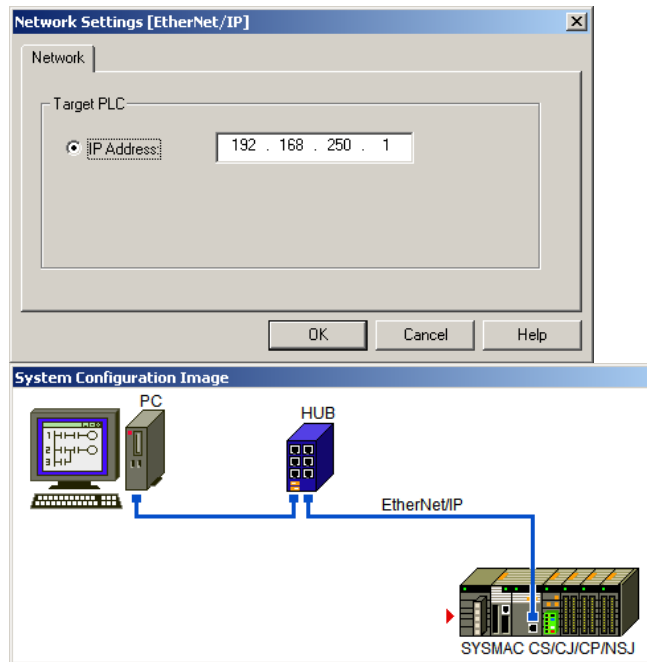 Network Settings [EtherNet/IP]
Network
Target PLC
IP Address:
192 . 168 . 250 . 1
OK
Cancel
Help
System Configuration Image
PC
HUB
EtherNet/IP
SYSMAC CS/CJ/CP/NSJ